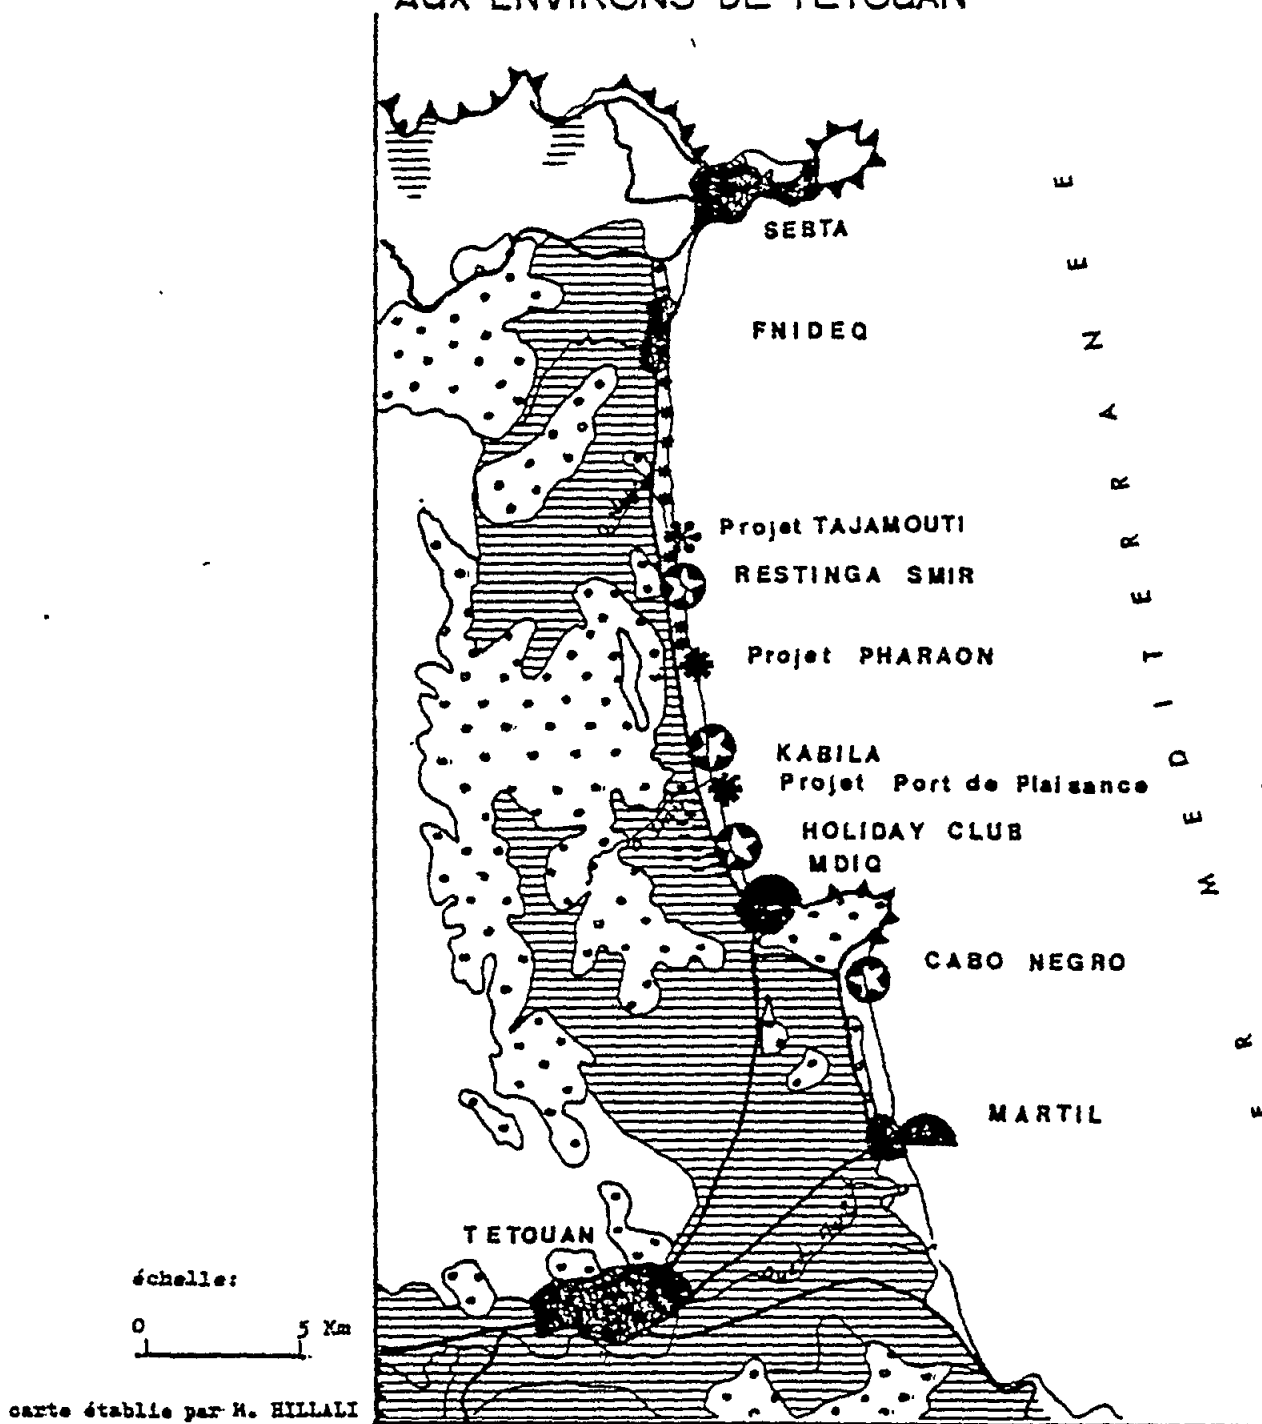 AUX ENVIRONS DE TETOUAN
SEBTA
FNIDEQ
Projet TAJAMOUTI
RESTINGA SMIR
Projet PHARAON
KABILA
Projet Port de Plaisance
HOLIDAY CLUB
MDIQ
CABO NEGRO
MARTIL
TETOUAN
MER MEDITERRANEE
échelle:
0 5 Km
carte établie par M. HILLALI